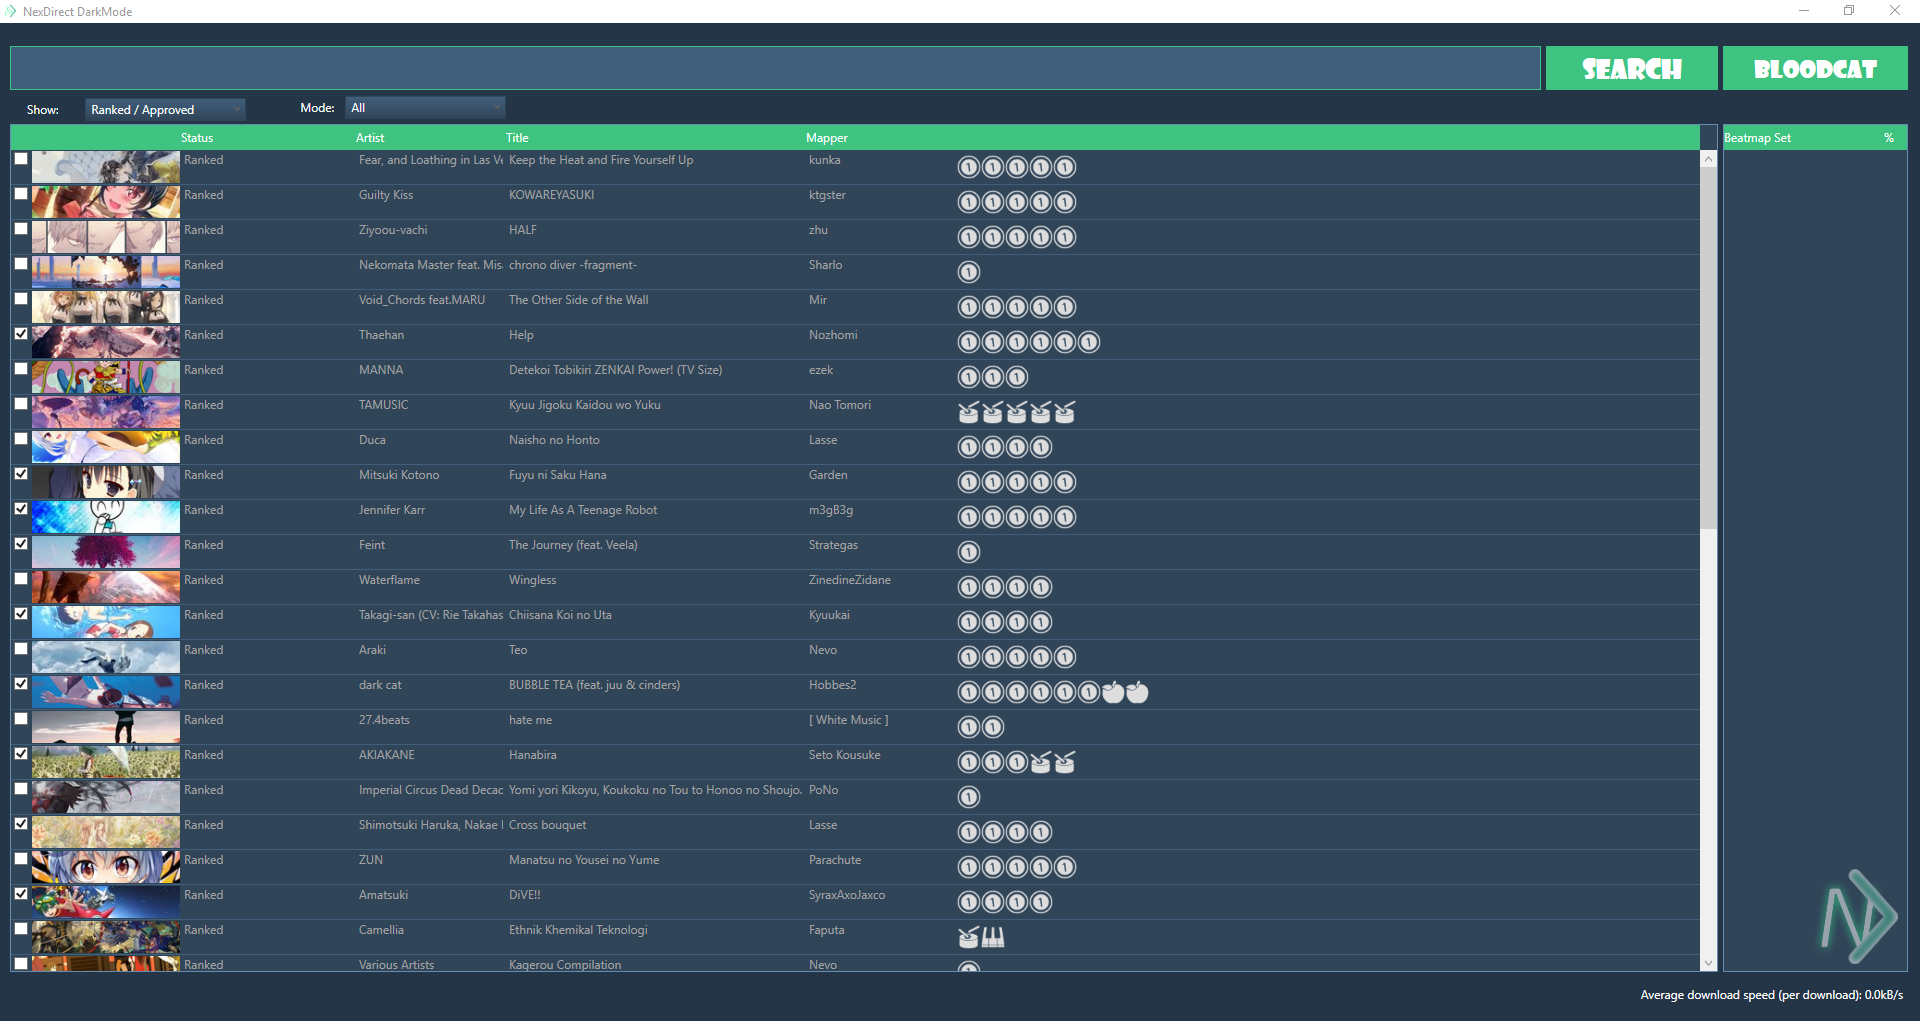 NexDirect DarkMode
SEARCH BLOODCAT
Show: Ranked / Approved Mode: All
Status Artist Title Mapper Beatmap Set %
Ranked Fear, and Loathing in Las Ve Keep the Heat and Fire Yourself Up kunka
Ranked Guilty Kiss KOWAREYASUKI ktgster
Ranked Ziyoou-vachi HALF zhu
Ranked Nekomata Master feat. Mis chrono diver -fragment- Sharlo
Ranked Void_Chords feat.MARU The Other Side of the Wall Mir
Ranked Thaehan Help Nozhomi
Ranked MANNA Detekoi Tobikiri ZENKAI Power! (TV Size) ezek
Ranked TAMUSIC Kyuu Jigoku Kaidou wo Yuku Nao Tomori
Ranked Duca Naisho no Honto Lasse
Ranked Mitsuki Kotono Fuyu ni Saku Hana Garden
Ranked Jennifer Karr My Life As A Teenage Robot m3gB3g
Ranked Feint The Journey (feat. Veela) Strategas
Ranked Waterflame Wingless ZinedineZidane
Ranked Takagi-san (CV: Rie Takahas Chiisana Koi no Uta Kyuukai
Ranked Araki Teo Nevo
Ranked dark cat BUBBLE TEA (feat. juu & cinders) Hobbes2
Ranked 27.4beats hate me [ White Music ]
Ranked AKIAKANE Hanabira Seto Kousuke
Ranked Imperial Circus Dead Decad Yomi yori Kikoyu, Koukoku no Tou to Honoo no Shoujo. PoNo
Ranked Shimotsuki Haruka, Nakae Cross bouquet Lasse
Ranked ZUN Manatsu no Yousei no Yume Parachute
Ranked Amatsuki DiVE!! SyraxAxoJaxco
Ranked Camellia Ethnik Khemikal Teknologi Faputa
Ranked Various Artists Kagerou Compilation Nevo
Average download speed (per download): 0.0kB/s